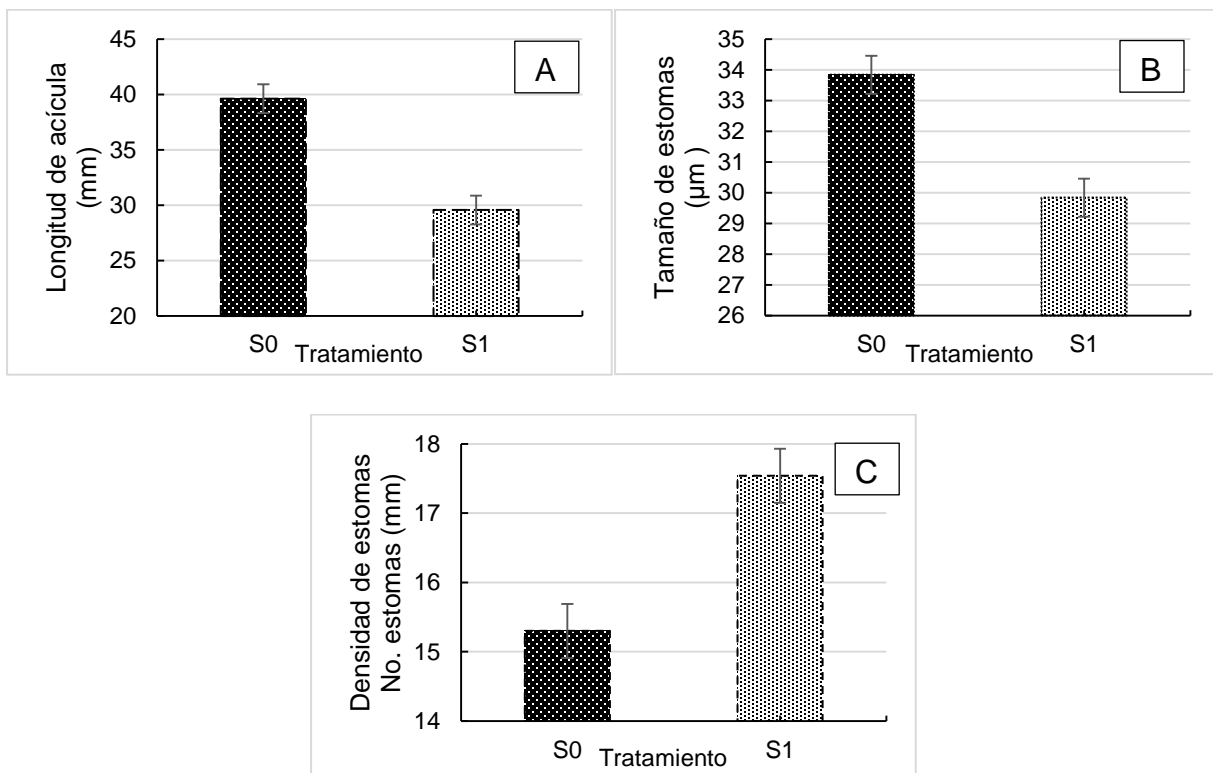 A
Longitud de acícula
(mm)
45
40
35
30
25
20
S0
S1
Tratamiento
B
Tamaño de estomas
(µm )
35
34
33
32
31
30
29
28
27
26
S0
S1
Tratamiento
C
Densidad de estomas
No. estomas (mm)
18
17
16
15
14
S0
S1
Tratamiento